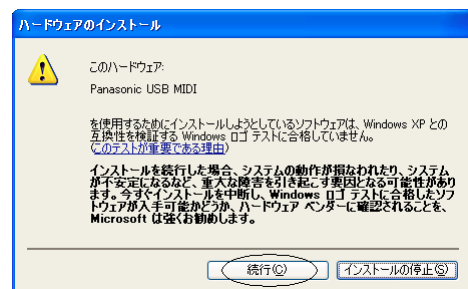 ハードウェアのインストール
このハードウェア:
Panasonic USB MIDI
を使用するためにインストールしようとしているソフトウェアは、Windows XP との
互換性を検証する Windows ロゴ テストに合格していません。
(このテストが重要である理由)
インストールを続行した場合、システムの動作が損なわれたり、システム
が不安定になるなど、重大な障害を引き起こす要因となる可能性があり
ます。今すぐインストールを中断し、Windows ロゴ テストに合格したソフ
トウェアが入手可能かどうか、ハードウェア ベンダーに確認されることを、
Microsoft は強くお勧めします。
続行(C) インストールの停止(S)